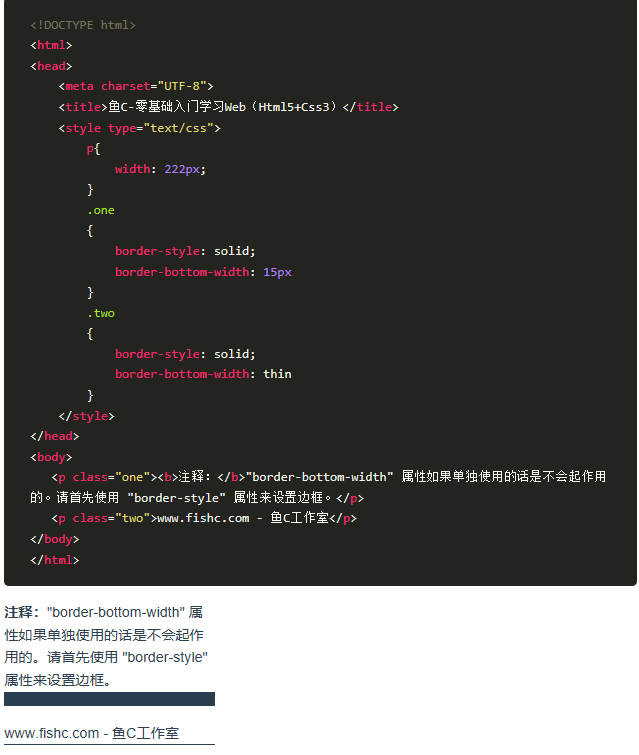 <!DOCTYPE html>
<html>
<head>
    <meta charset="UTF-8">
    <title>鱼C-零基础入门学习Web（Html5+Css3）</title>
    <style type="text/css">
        p{
            width: 222px;
        }
        .one
        {
            border-style: solid;
            border-bottom-width: 15px
        }
        .two
        {
            border-style: solid;
            border-bottom-width: thin
        }
    </style>
</head>
<body>
   <p class="one"><b>注释：</b>"border-bottom-width" 属性如果单独使用的话是不会起作用
的。请首先使用 "border-style" 属性来设置边框。</p>
   <p class="two">www.fishc.com - 鱼C工作室</p>
</body>
</html>
注释："border-bottom-width" 属
性如果单独使用的话是不会起作
用的。请首先使用 "border-style"
属性来设置边框。
www.fishc.com - 鱼C工作室